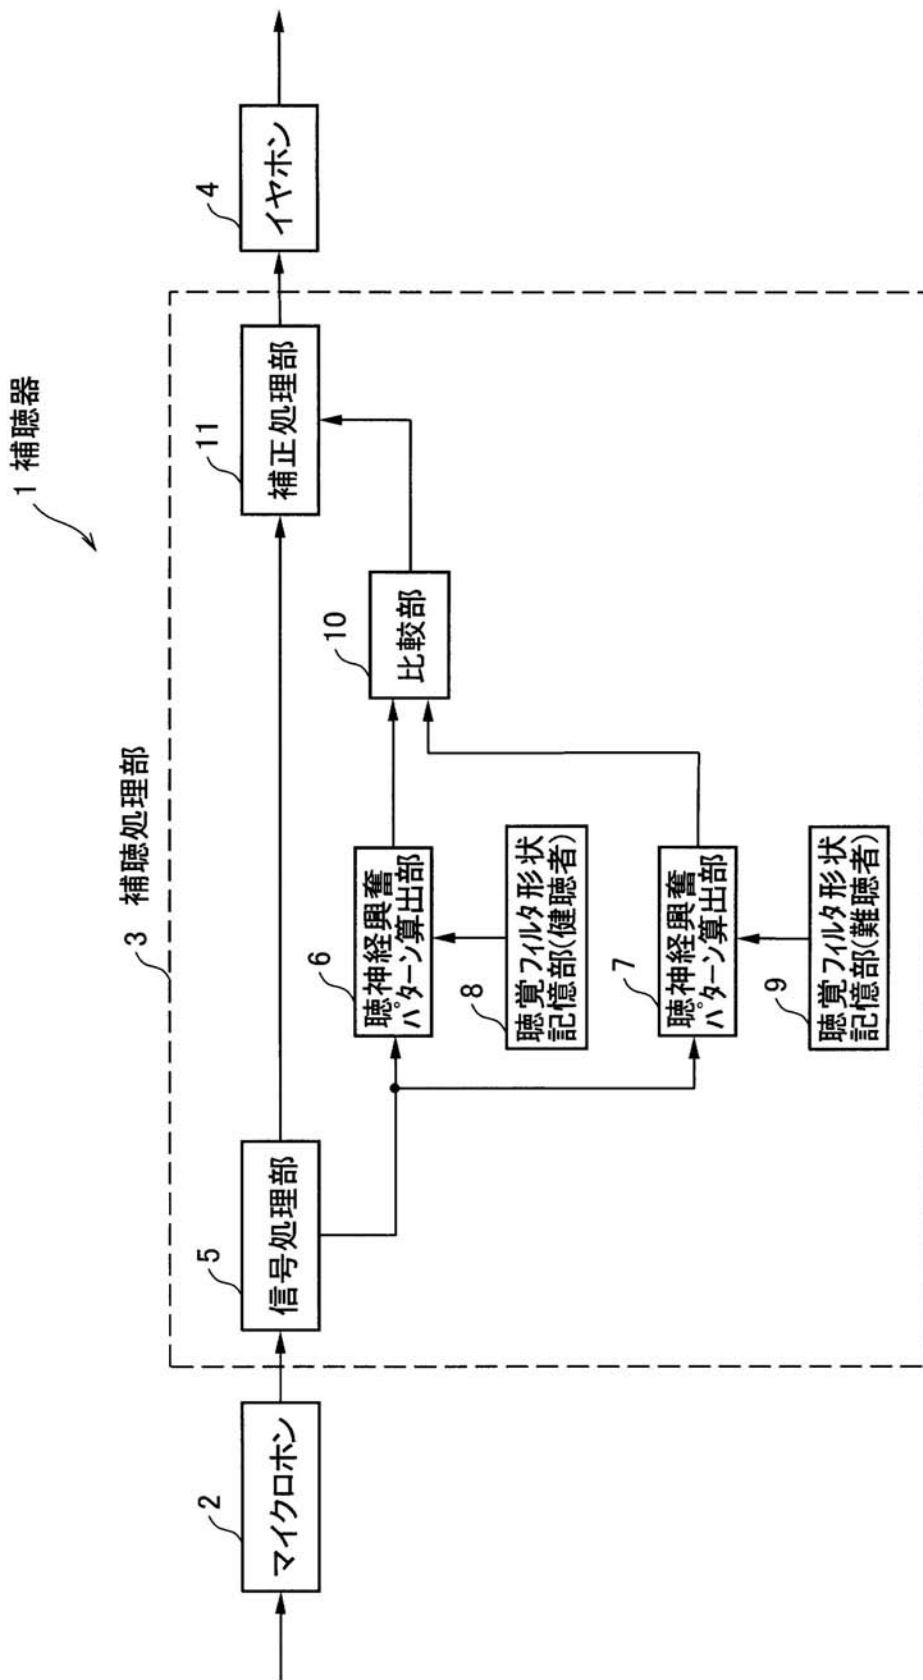 1 補聴器
3 補聴処理部
2
マイクロホン
5
信号処理部
11
補正処理部
4
イヤホン
10
比較部
6
聴神経興奮
パターン算出部
8
聴覚フィルタ形状
記憶部(健聴者)
7
聴神経興奮
パターン算出部
9
聴覚フィルタ形状
記憶部(難聴者)